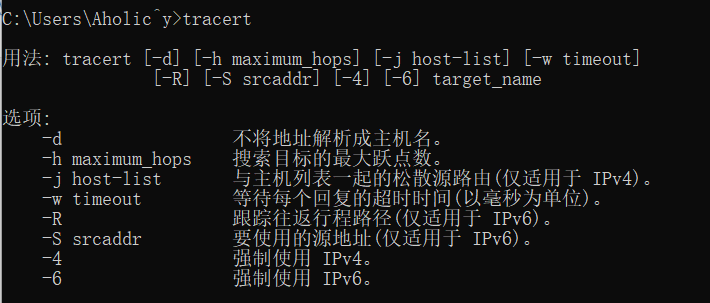 C:\Users\Aholic^y>tracert
用法: tracert [-d] [-h maximum_hops] [-j host-list] [-w timeout]
[-R] [-S srcaddr] [-4] [-6] target_name
选项:
-d 不将地址解析成主机名。
-h maximum_hops 搜索目标的最大跃点数。
-j host-list 与主机列表一起的松散源路由(仅适用于 IPv4)。
-w timeout 等待每个回复的超时时间(以毫秒为单位)。
-R 跟踪往返行程路径(仅适用于 IPv6)。
-S srcaddr 要使用的源地址(仅适用于 IPv6)。
-4 强制使用 IPv4。
-6 强制使用 IPv6。